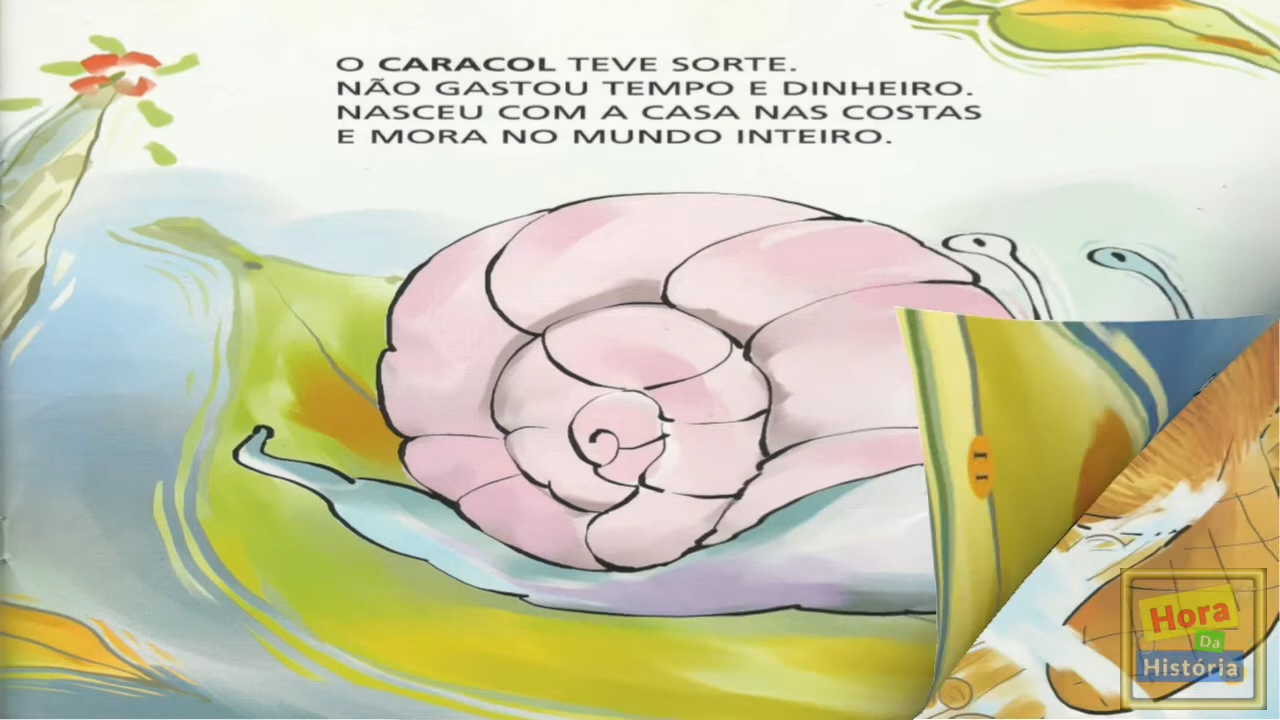 O CARACOL TEVE SORTE.
NÃO GASTOU TEMPO E DINHEIRO.
NASCEU COM A CASA NAS COSTAS
E MORA NO MUNDO INTEIRO.
11
Hora
Da
História